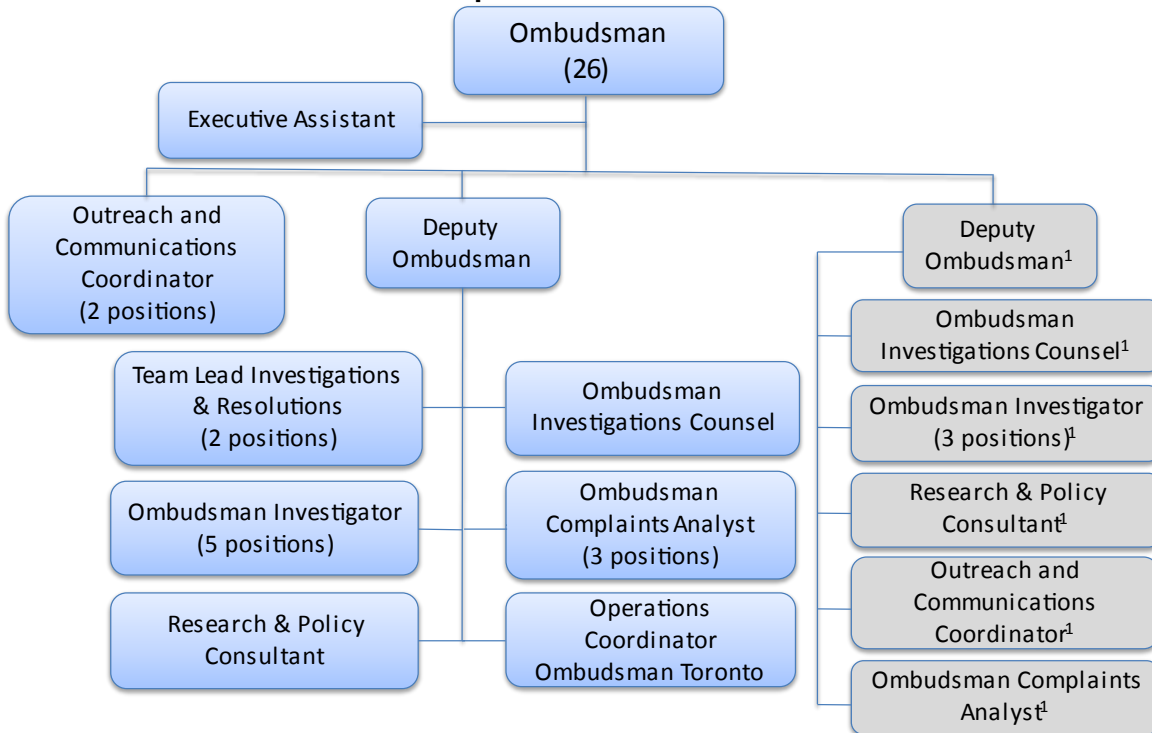 Ombudsman
(26)
Executive Assistant
Outreach and
Communications
Coordinator
(2 positions)
Deputy
Ombudsman
Deputy
Ombudsman¹
Team Lead Investigations
& Resolutions
(2 positions)
Ombudsman
Investigations Counsel
Ombudsman Investigator
(5 positions)
Ombudsman
Complaints Analyst
(3 positions)
Research & Policy
Consultant
Operations
Coordinator
Ombudsman Toronto
Ombudsman
Investigations Counsel¹
Ombudsman Investigator
(3 positions)¹
Research & Policy
Consultant¹
Outreach and
Communications
Coordinator¹
Ombudsman Complaints
Analyst¹